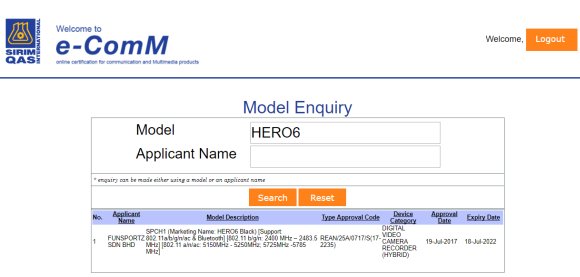 SIRIM
QAS
INTERNATIONAL
Welcome to
e-ComM
online certification for communication and Multimedia products
Welcome,
Logout
Model Enquiry
Model
HERO6
Applicant Name
* enquiry can be made either using a model or an applicant name
Search
Reset
No.
Applicant Name
Model Description
Type Approval Code
Device Category
Approval Date
Expiry Date
1
FUNSPORTZ
SDN BHD
SPCH1 (Marketing Name: HERO6 Black) [Support
802.11a/b/g/n/ac & Bluetooth] [802.11 b/g/n: 2400 MHz – 2483.5
MHz] [802.11 a/n/ac: 5150MHz - 5250MHz; 5725MHz -5785
MHz]
REAN/25A/0717/S(17-
2235)
DIGITAL
VIDEO
CAMERA
RECORDER
(HYBRID)
19-Jul-2017
18-Jul-2022